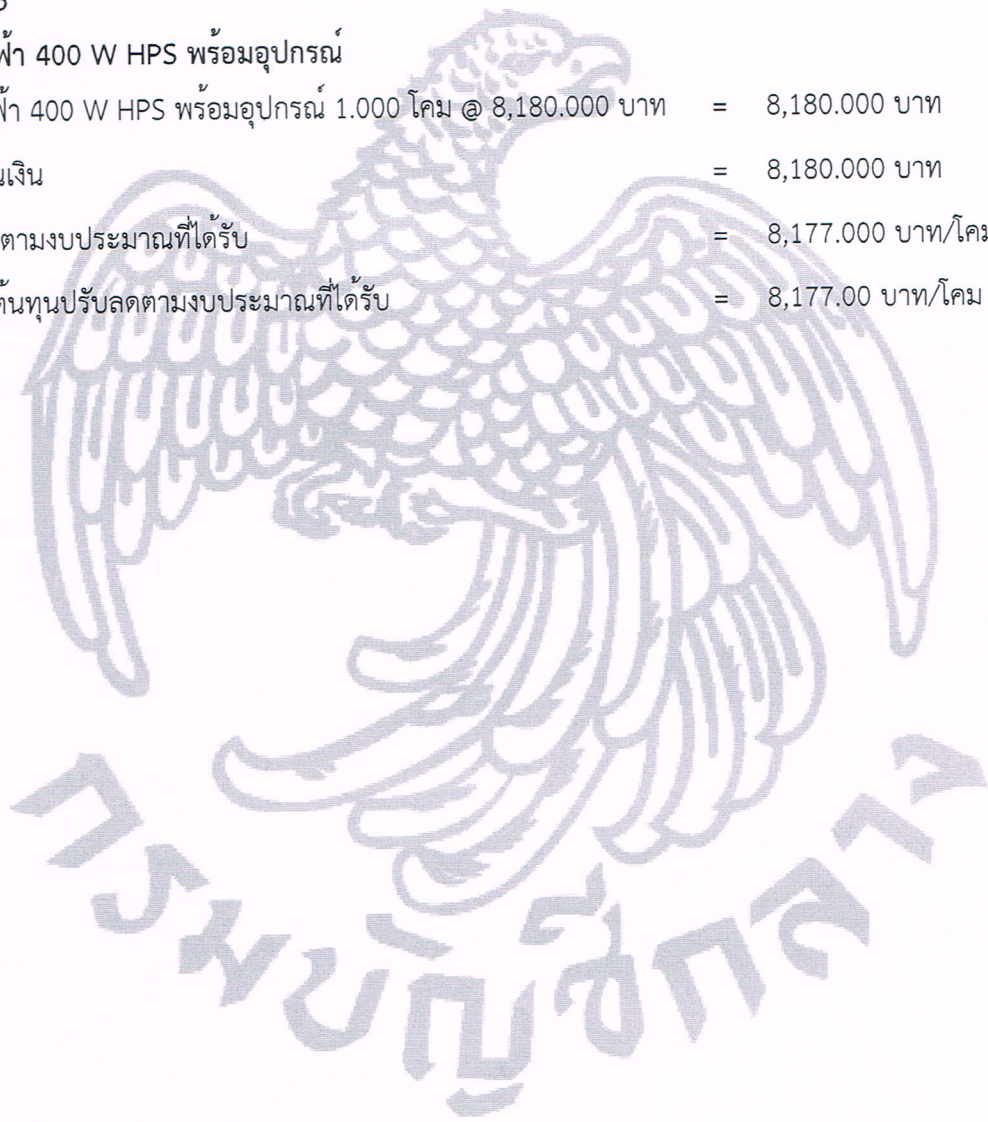 ฟ้า 400 W HPS พร้อมอุปกรณ์
ฟ้า 400 W HPS พร้อมอุปกรณ์ 1.000 โคม @ 8,180.000 บาท = 8,180.000 บาท
นเงิน = 8,180.000 บาท
ตามงบประมาณที่ได้รับ = 8,177.000 บาท/โคม
ต้นทุนปรับลดตามงบประมาณที่ได้รับ = 8,177.00 บาท/โคม
กรมบัญชีกลาง